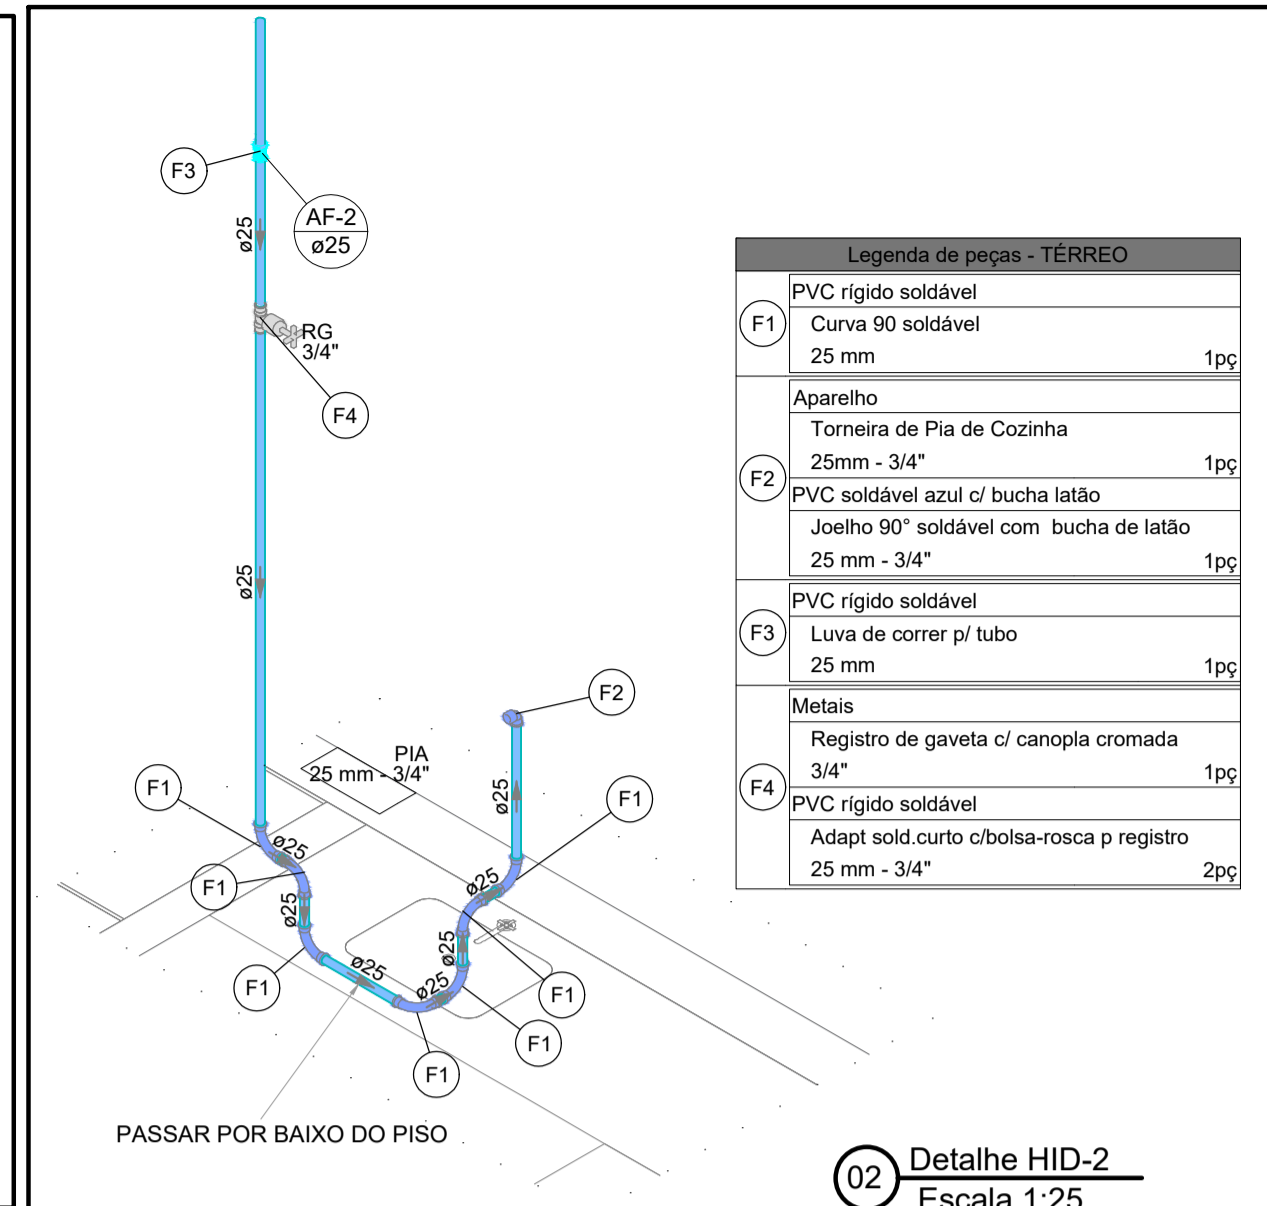 F3
AF-2
ø25
ø25
RG
3/4"
F4
ø25
F2
PIA
25 mm - 3/4"
F1
ø25
F1
ø25
F1
ø25
F1
ø25
ø25
F1
ø25
ø25
F1
F1
F1
PASSAR POR BAIXO DO PISO
Legenda de peças - TÉRREO
F1
PVC rígido soldável
Curva 90 soldável
25 mm 1pç
F2
Aparelho
Torneira de Pia de Cozinha
25mm - 3/4" 1pç
PVC soldável azul c/ bucha latão
Joelho 90° soldável com bucha de latão
25 mm - 3/4" 1pç
F3
PVC rígido soldável
Luva de correr p/ tubo
25 mm 1pç
F4
Metais
Registro de gaveta c/ canopla cromada
3/4" 1pç
PVC rígido soldável
Adapt sold.curto c/bolsa-rosca p registro
25 mm - 3/4" 2pç
02
Detalhe HID-2
Escala 1:25